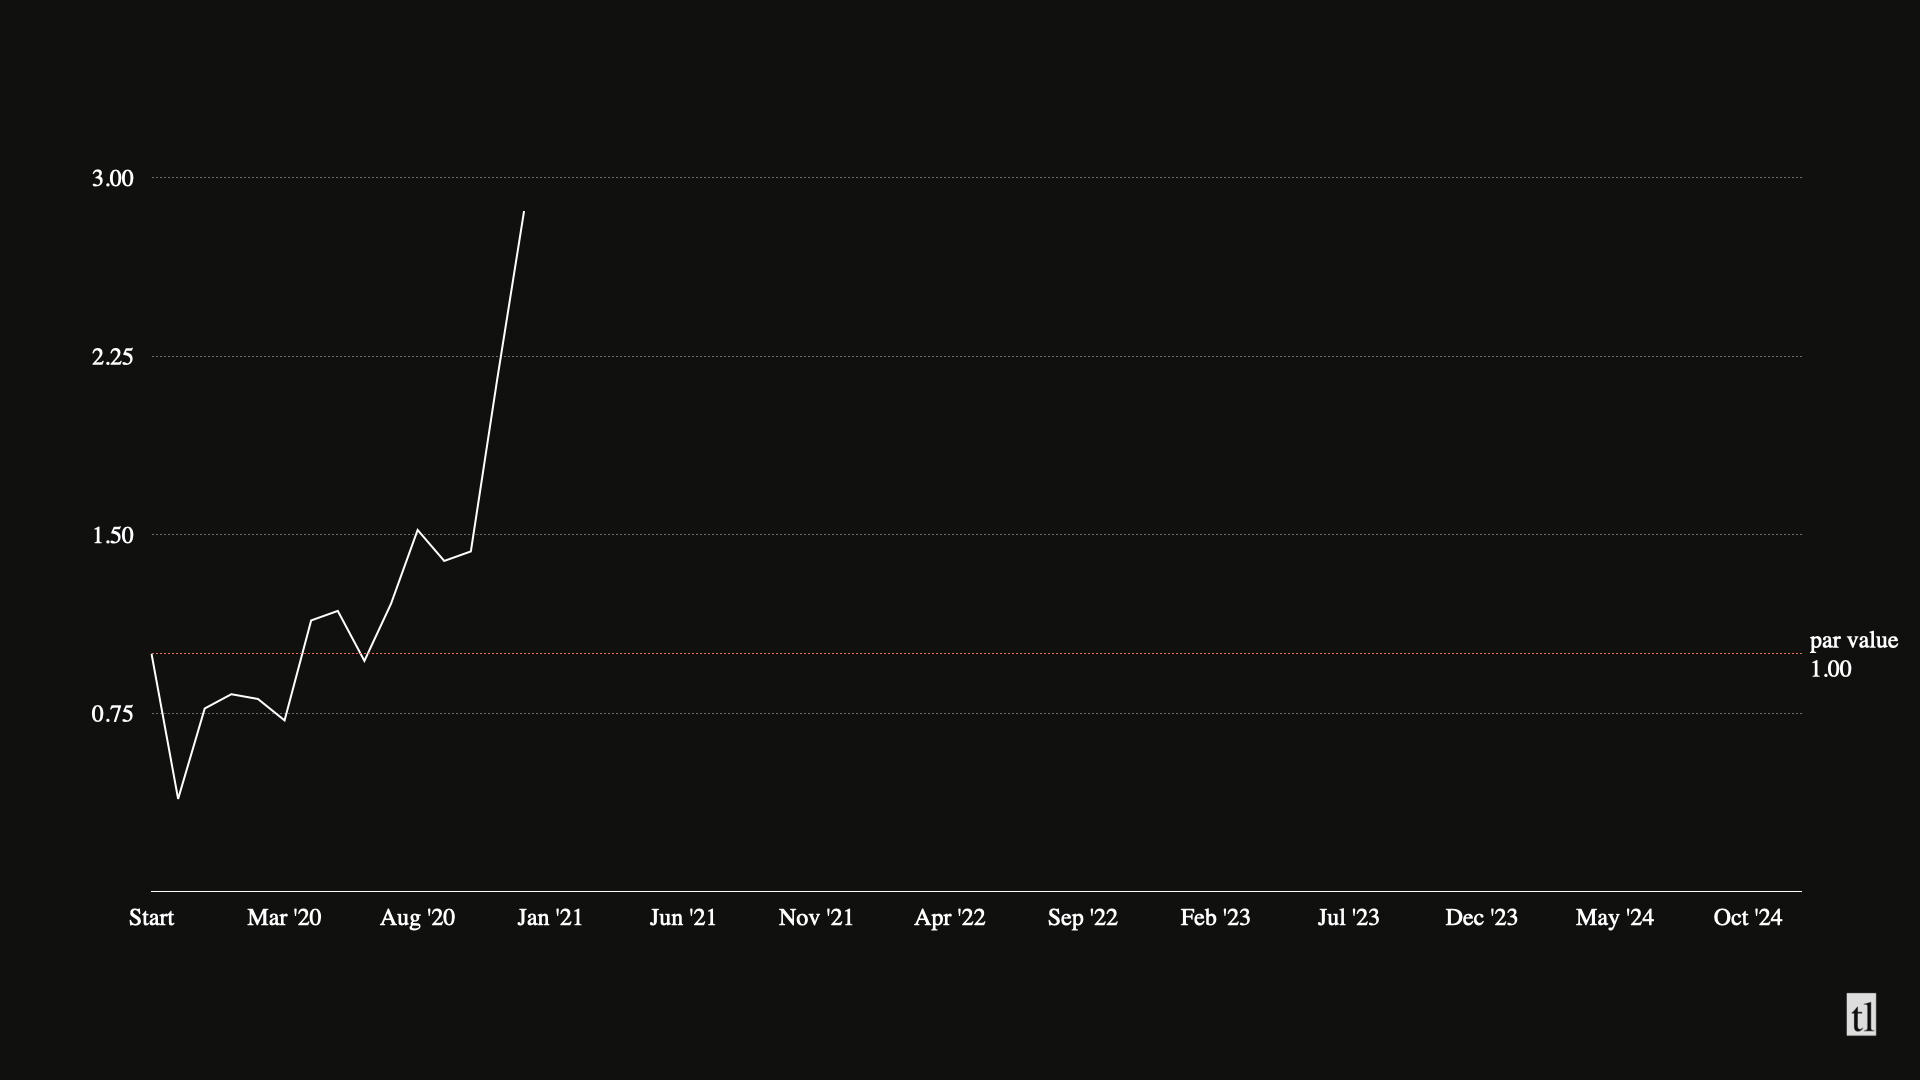 3.00
2.25
1.50
par value
1.00
0.75
Start Mar '20 Aug '20 Jan '21 Jun '21 Nov '21 Apr '22 Sep '22 Feb '23 Jul '23 Dec '23 May '24 Oct '24
tl